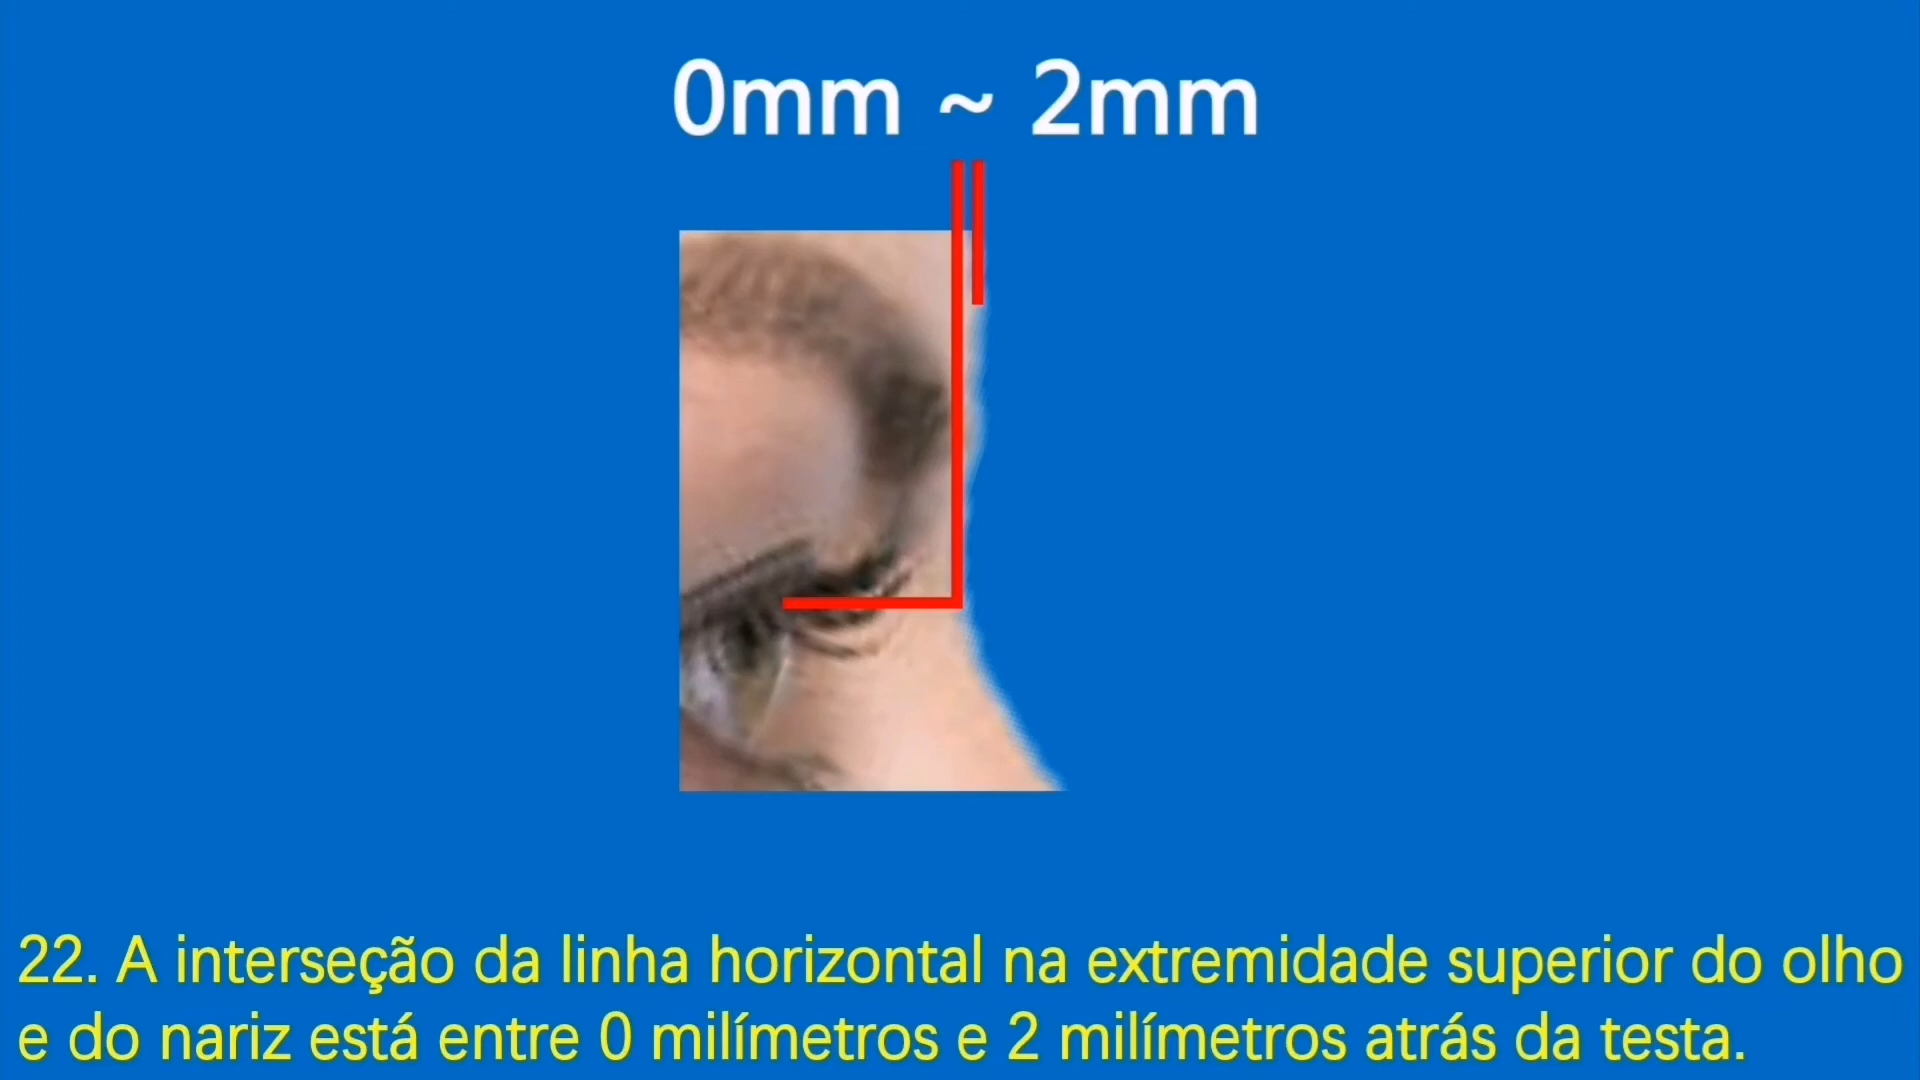 0mm ~ 2mm
22. A interseção da linha horizontal na extremidade superior do olho
e do nariz está entre 0 milímetros e 2 milímetros atrás da testa.